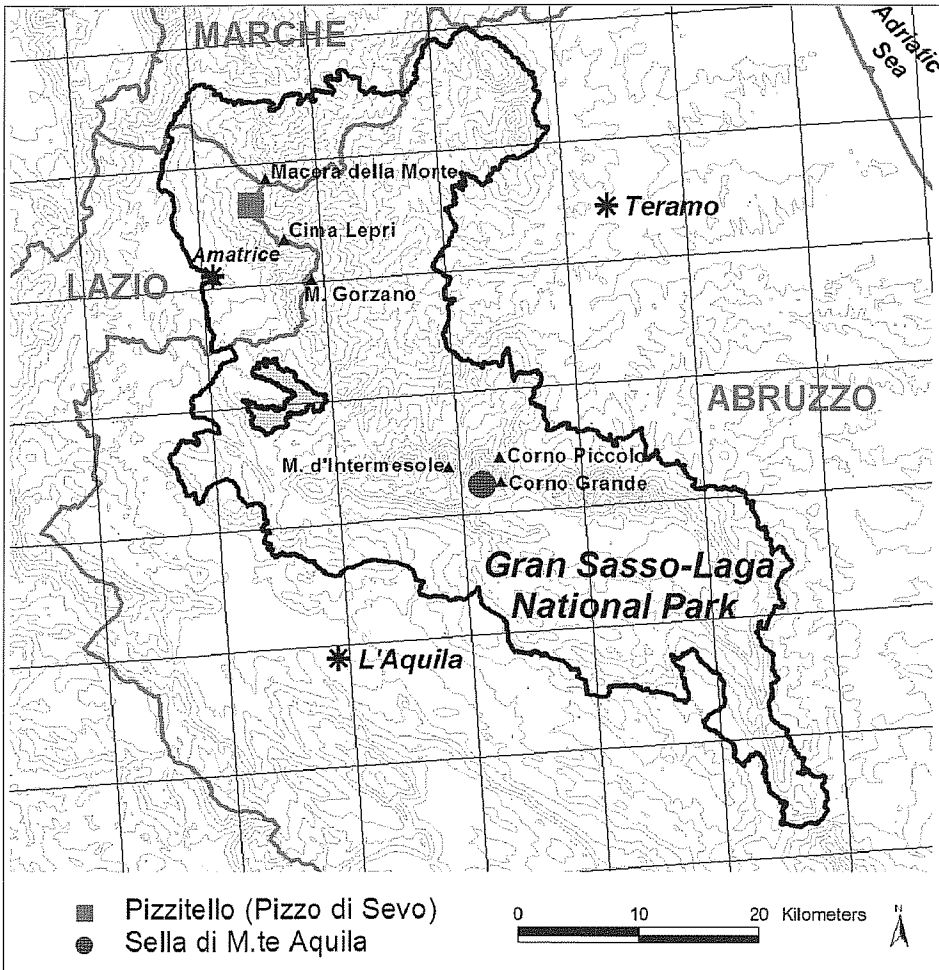 MARCHE
Adriatic
Sea
Macera della Morte
Teramo
Cima Lepri
Amatrice
LAZIO
M. Gorzano
ABRUZZO
Corno Piccolo
M. d'Intermesole
Corno Grande
Gran Sasso-Laga
National Park
L'Aquila
Pizzitello (Pizzo di Sevo)
0 10 20 Kilometers
N
Sella di M.te Aquila